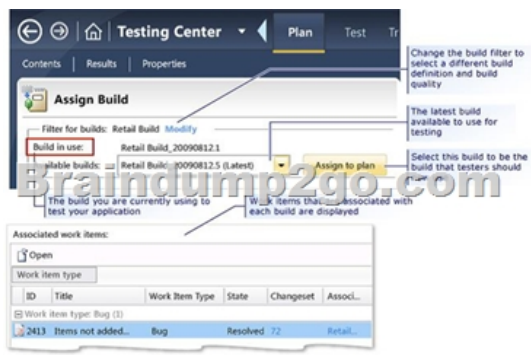 Testing Center
Plan
Test
Tr
Contents
Results
Properties
Change the build filter to
select a different build
definition and build
quality
Assign Build
Filter for builds: Retail Build Modify
Build in use: Retail Build_20090812.1
The latest build
available to use for
testing
ailable builds: Retail Build_20090812.5 (Latest)
Assign to plan
Select this build to be the
build that testers should
Braindump2go.com
The build you are currently using to
test your application
Work items that are associated with
each build are displayed
Associated work items:
Open
Work item type
ID Title Work Item Type State Changeset Associ...
Work item type: Bug (1)
2413 Items not added... Bug Resolved 72 Retail...